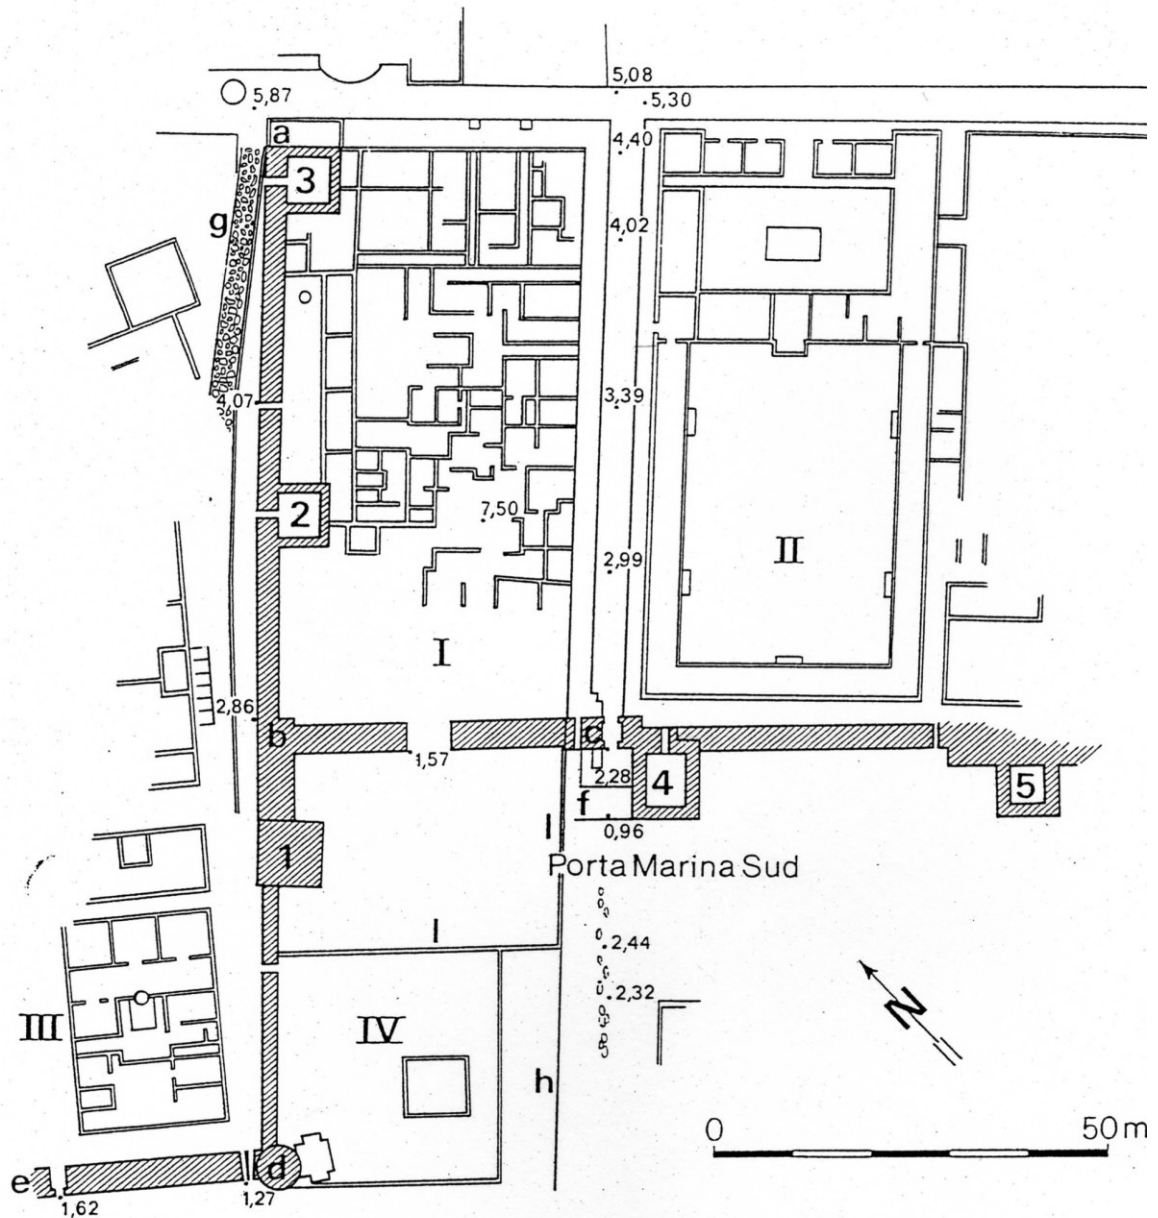 5,08
5,87
5,30
a
4,40
3
g
4,02
4,07
3,39
2
7,50
2,99
II
I
2,86
b
c
1,57
2,28
4
5
f
0,96
l
1
Porta Marina Sud
l
2,44
2,32
N
III
IV
h
0 50 m
d
e
1,27
1,62